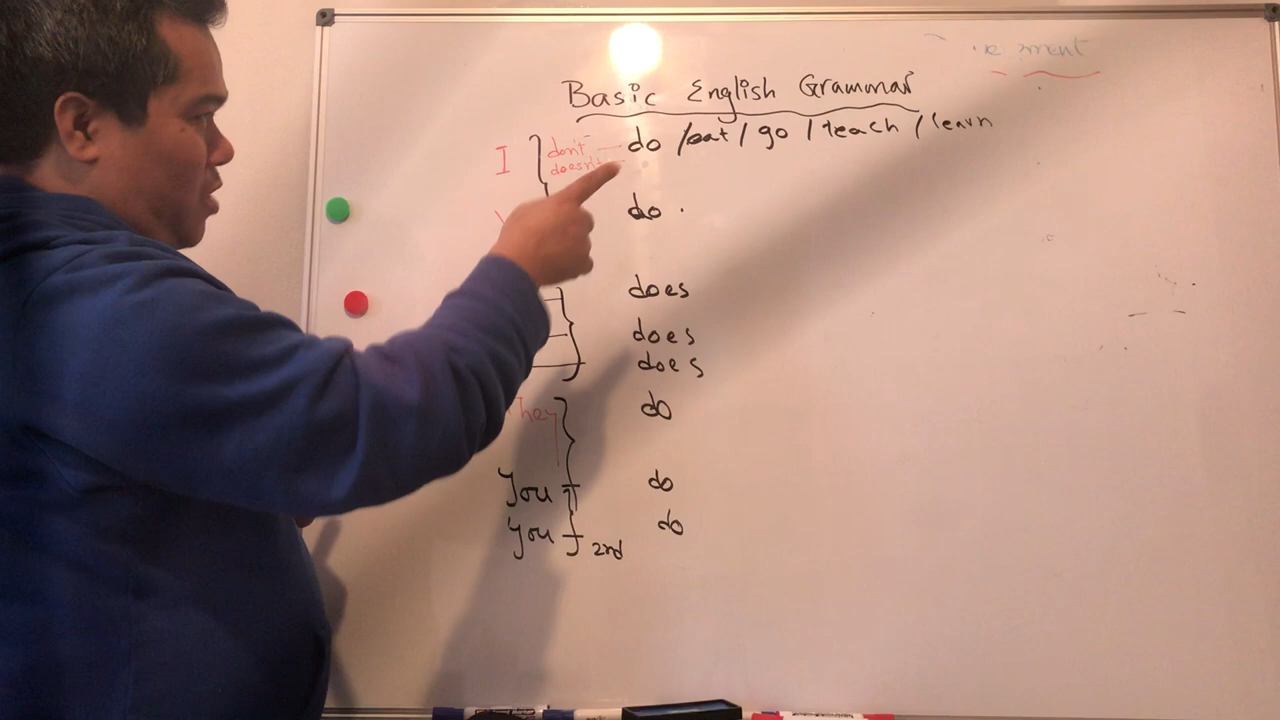 ement
Basic English Grammar
I don't do / eat / go / teach / learn
doesn't
do .
does
does
does
They do
You do
You 2nd do